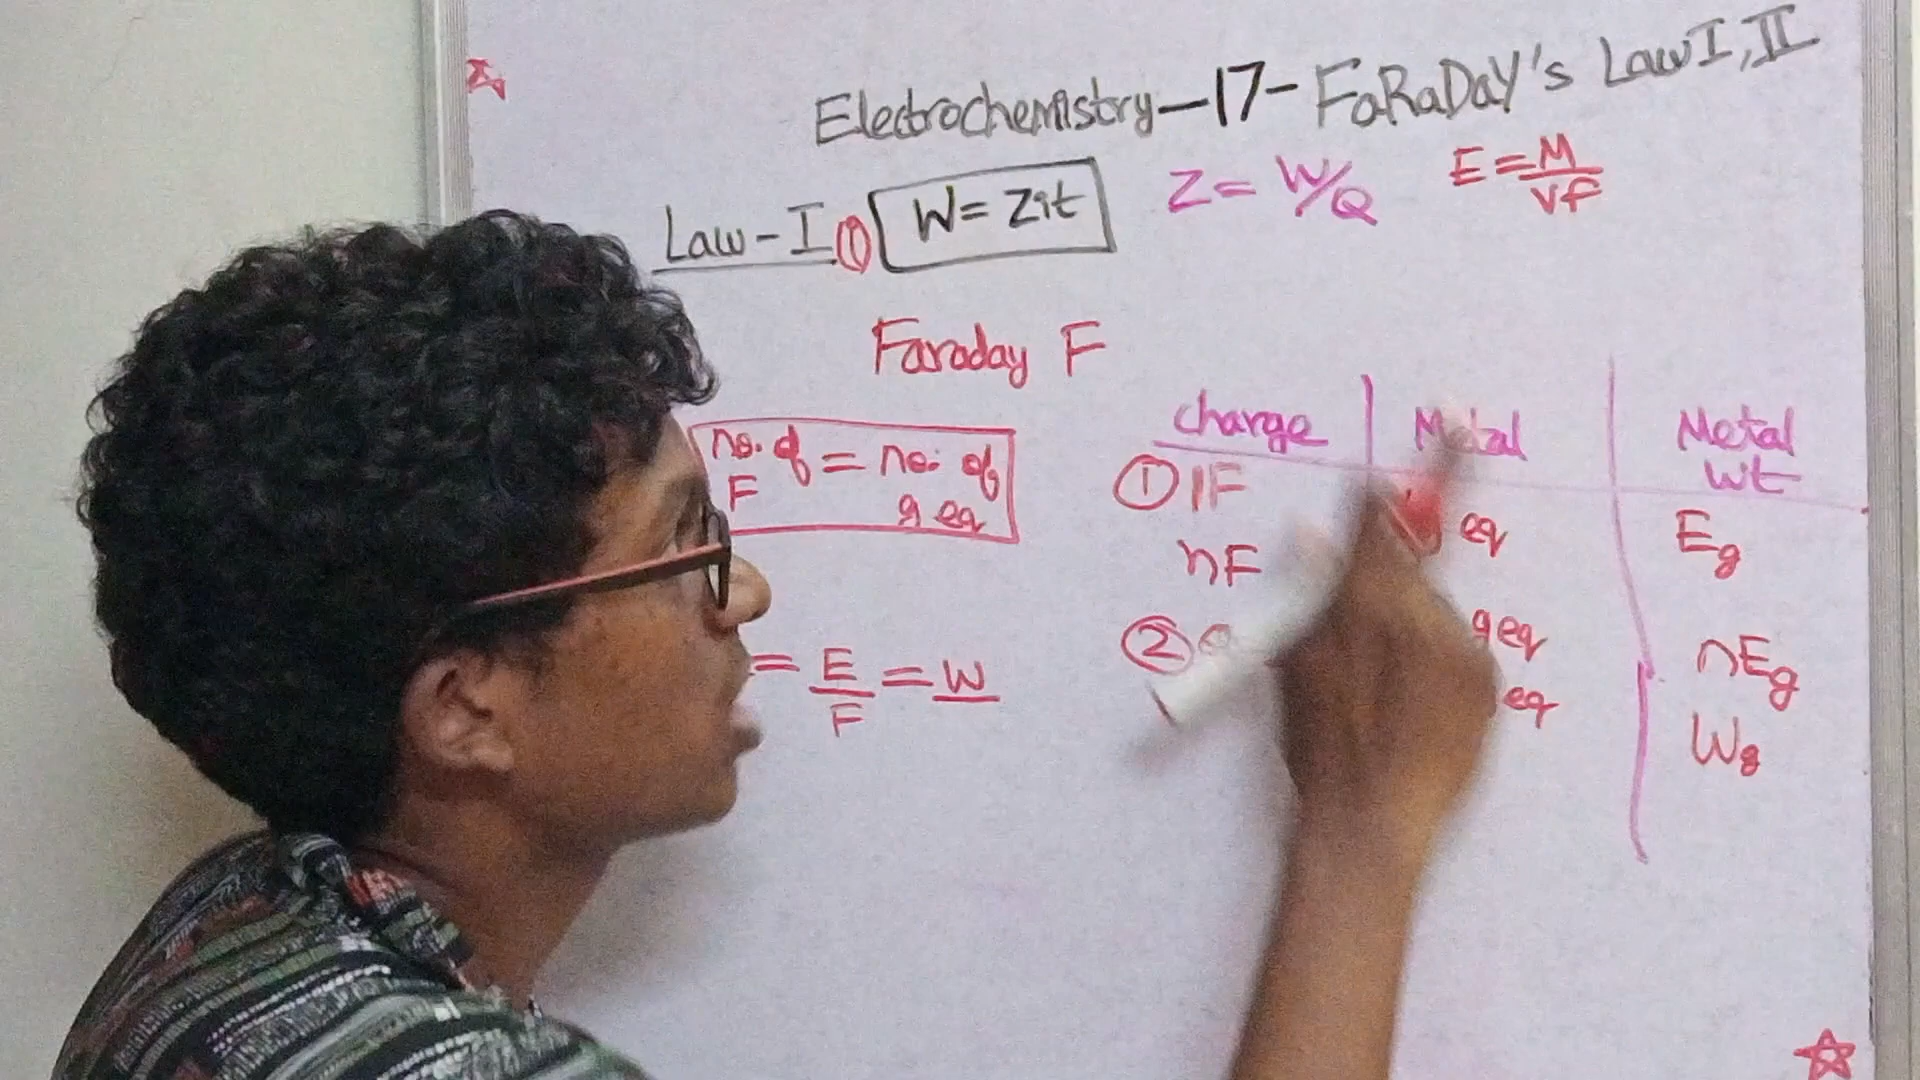 Electrochemistry-17-FaRaDaY's Law I, II
Law-I ① W=Zit Z=W/Q E=M/vf
Faraday F
no. of F = no. of g eq
charge Metal Metal wt
① 1F eq Eg
nF geq nEg
② eq Wg
= E/F = W